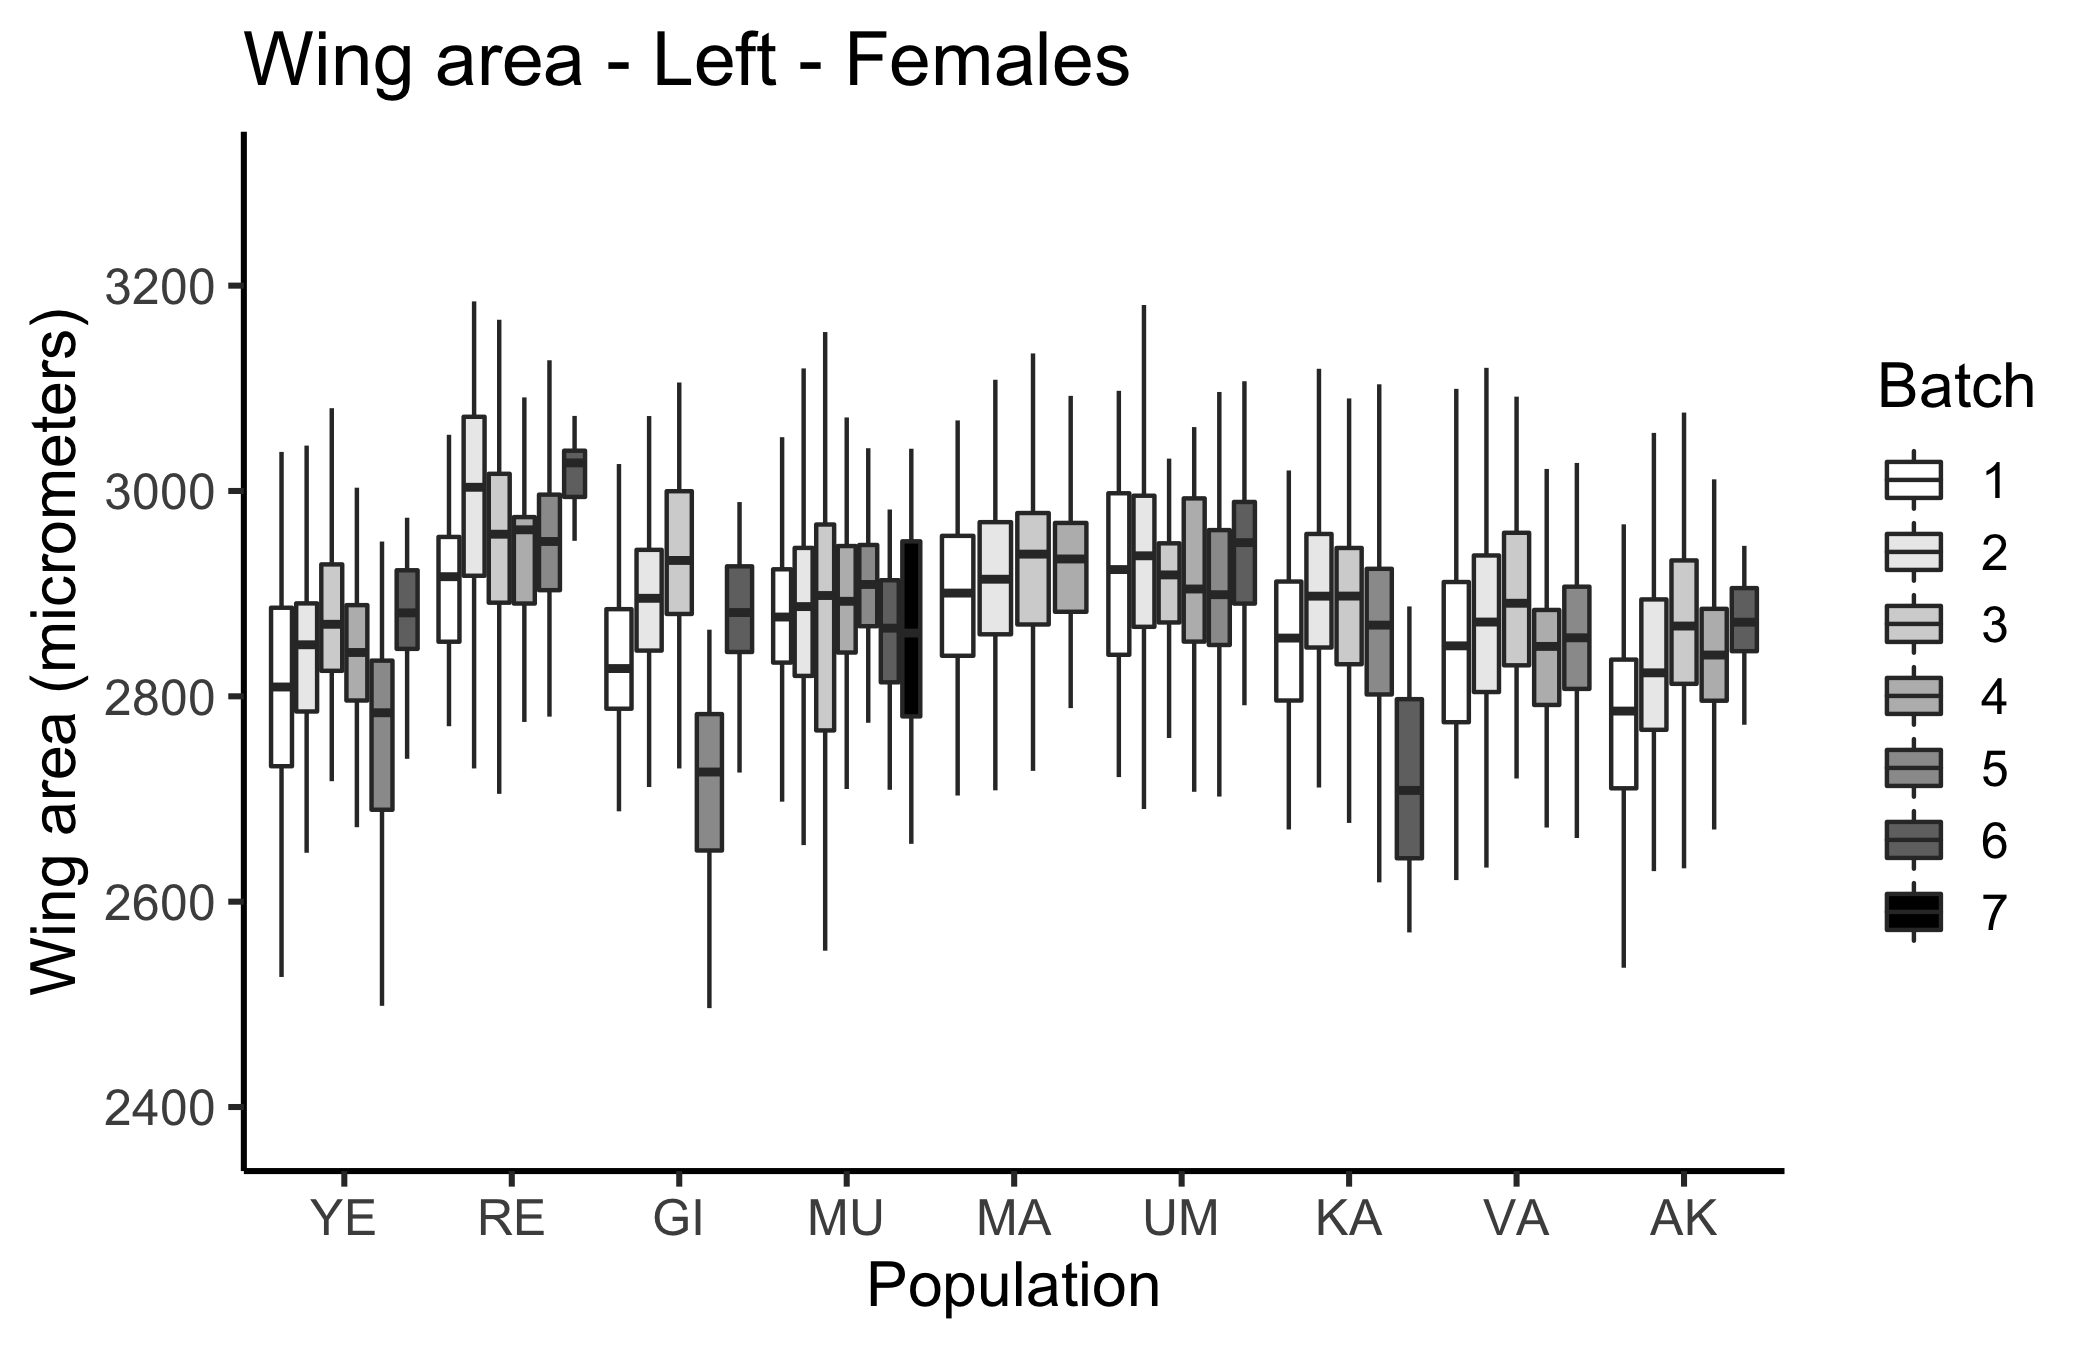 Wing area - Left - Females
Wing area (micrometers)
3200
3000
2800
2600
2400
YE RE GI MU MA UM KA VA AK
Population
Batch
1
2
3
4
5
6
7